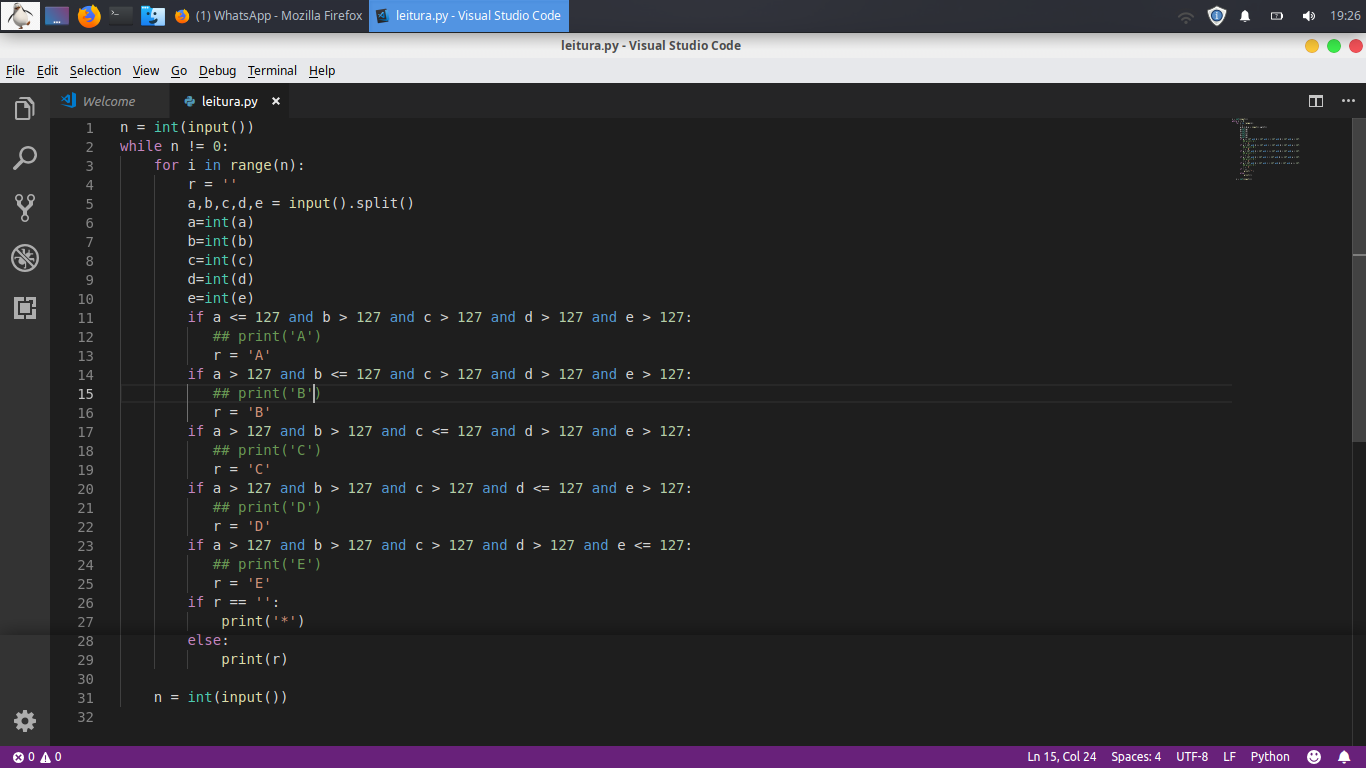 (1) WhatsApp - Mozilla Firefox leitura.py - Visual Studio Code 19:26
leitura.py - Visual Studio Code
File Edit Selection View Go Debug Terminal Help
Welcome leitura.py ×
1 n = int(input())
2 while n != 0:
3     for i in range(n):
4         r = ''
5         a,b,c,d,e = input().split()
6         a=int(a)
7         b=int(b)
8         c=int(c)
9         d=int(d)
10         e=int(e)
11         if a <= 127 and b > 127 and c > 127 and d > 127 and e > 127:
12            ## print('A')
13            r = 'A'
14         if a > 127 and b <= 127 and c > 127 and d > 127 and e > 127:
15            ## print('B')
16            r = 'B'
17         if a > 127 and b > 127 and c <= 127 and d > 127 and e > 127:
18            ## print('C')
19            r = 'C'
20         if a > 127 and b > 127 and c > 127 and d <= 127 and e > 127:
21            ## print('D')
22            r = 'D'
23         if a > 127 and b > 127 and c > 127 and d > 127 and e <= 127:
24            ## print('E')
25            r = 'E'
26         if r == '':
27             print('*')
28         else:
29             print(r)
30
31     n = int(input())
32
0 0 Ln 15, Col 24 Spaces: 4 UTF-8 LF Python